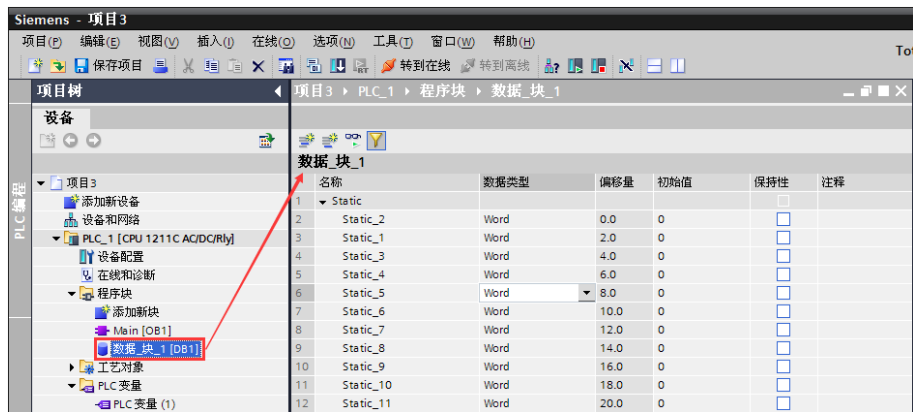 Siemens - 项目3
项目(P) 编辑(E) 视图(V) 插入(I) 在线(O) 选项(N) 工具(T) 窗口(W) 帮助(H)
Tot
保存项目 转到在线 转到离线
项目树
项目3 PLC_1 程序块 数据_块_1
设备
数据_块_1
PLC 编程
项目3
添加新设备
设备和网络
PLC_1 [CPU 1211C AC/DC/Rly]
设备配置
在线和诊断
程序块
添加新块
Main [OB1]
数据_块_1 [DB1]
工艺对象
PLC 变量
PLC 变量 (1)
名称 数据类型 偏移量 初始值 保持性 注释
1 Static
2 Static_2 Word 0.0 0
3 Static_1 Word 2.0 0
4 Static_3 Word 4.0 0
5 Static_4 Word 6.0 0
6 Static_5 Word 8.0 0
7 Static_6 Word 10.0 0
8 Static_7 Word 12.0 0
9 Static_8 Word 14.0 0
10 Static_9 Word 16.0 0
11 Static_10 Word 18.0 0
12 Static_11 Word 20.0 0